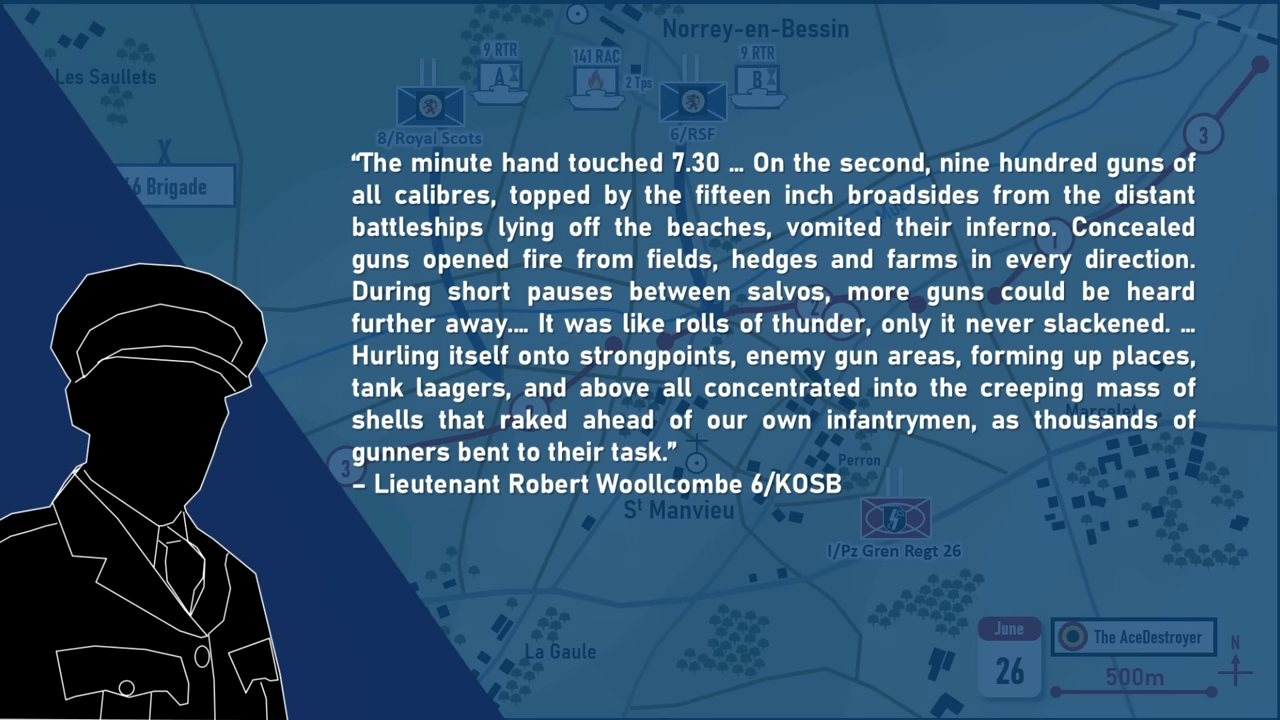 Norrey-en-Bessin
9 RTR
141 RAC
9 RTR
Les Saullets
A
2 Tps
B
8/Royal Scots
6/RSF
3
X
6 Brigade
“The minute hand touched 7.30 … On the second, nine hundred guns of
all calibres, topped by the fifteen inch broadsides from the distant
battleships lying off the beaches, vomited their inferno. Concealed
guns opened fire from fields, hedges and farms in every direction.
During short pauses between salvos, more guns could be heard
further away.… It was like rolls of thunder, only it never slackened. …
Hurling itself onto strongpoints, enemy gun areas, forming up places,
tank laagers, and above all concentrated into the creeping mass of
shells that raked ahead of our own infantrymen, as thousands of
gunners bent to their task.”
– Lieutenant Robert Woollcombe 6/KOSB
1
2
3
Marcelet
Perron
St Manvieu
I/Pz Gren Regt 26
La Gaule
June
26
The AceDestroyer
N
500m